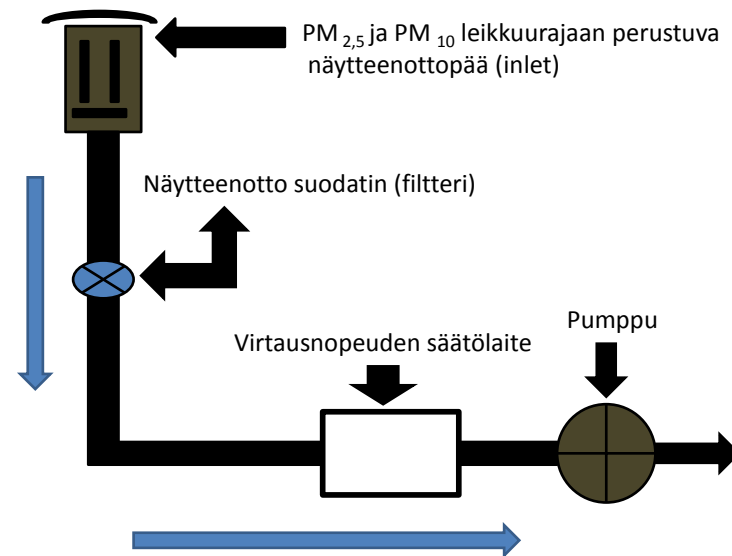 PM 2,5 ja PM 10 leikkuurajaan perustuva
näytteenottopää (inlet)
Näytteenotto suodatin (filtteri)
Pumppu
Virtausnopeuden säätölaite